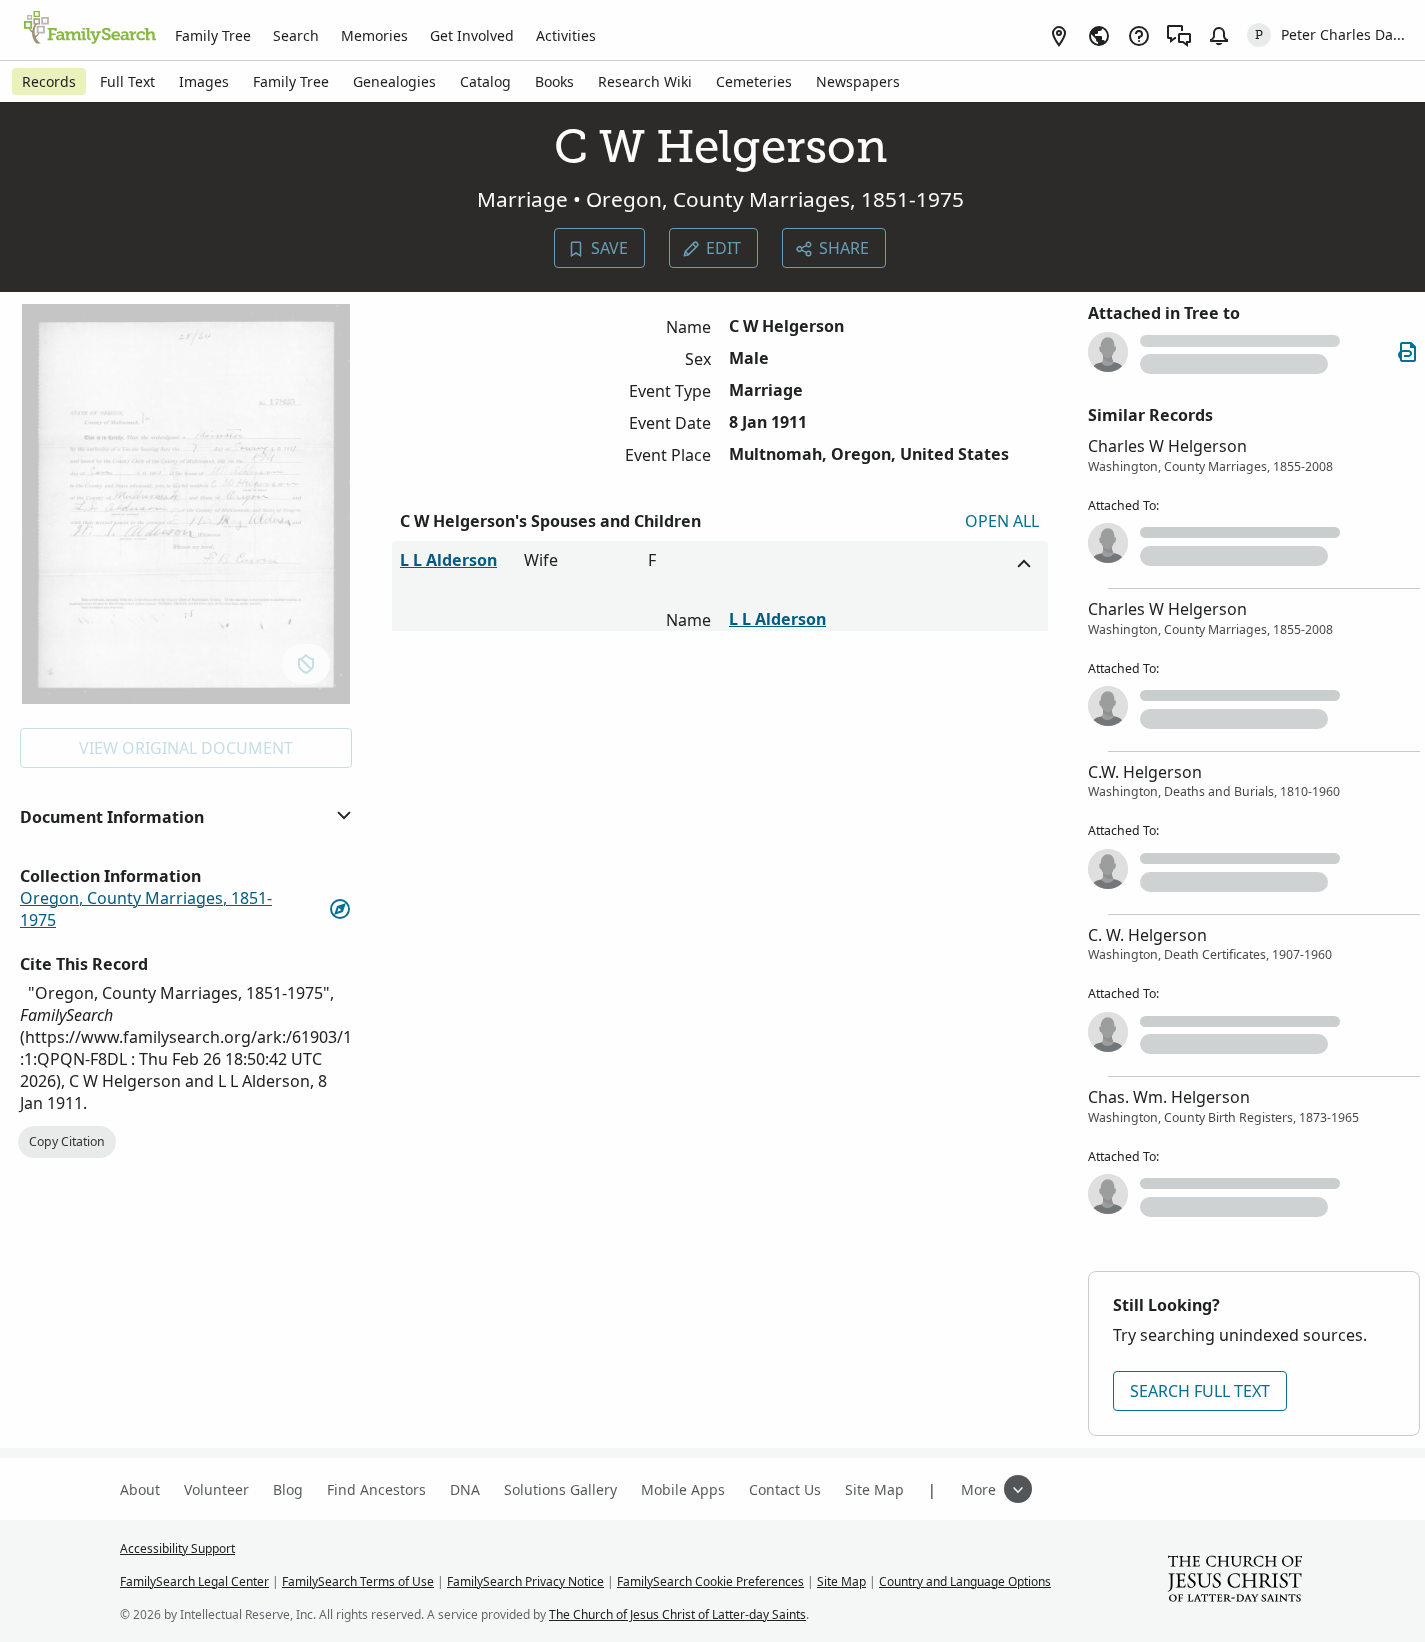 FamilySearch
Family Tree Search Memories Get Involved Activities
P Peter Charles Da...
Records Full Text Images Family Tree Genealogies Catalog Books Research Wiki Cemeteries Newspapers
C W Helgerson
Marriage • Oregon, County Marriages, 1851-1975
SAVE EDIT SHARE
STATE OF OREGON,
County of Multnomah.
VIEW ORIGINAL DOCUMENT
Document Information
Collection Information
Oregon, County Marriages, 1851-
1975
Cite This Record
"Oregon, County Marriages, 1851-1975",
FamilySearch
(https://www.familysearch.org/ark:/61903/1
:1:QPQN-F8DL : Thu Feb 26 18:50:42 UTC
2026), C W Helgerson and L L Alderson, 8
Jan 1911.
Copy Citation
Name C W Helgerson
Sex Male
Event Type Marriage
Event Date 8 Jan 1911
Event Place Multnomah, Oregon, United States
C W Helgerson's Spouses and Children OPEN ALL
L L Alderson Wife F
Name L L Alderson
Attached in Tree to
Similar Records
Charles W Helgerson
Washington, County Marriages, 1855-2008
Attached To:
Charles W Helgerson
Washington, County Marriages, 1855-2008
Attached To:
C.W. Helgerson
Washington, Deaths and Burials, 1810-1960
Attached To:
C. W. Helgerson
Washington, Death Certificates, 1907-1960
Attached To:
Chas. Wm. Helgerson
Washington, County Birth Registers, 1873-1965
Attached To:
Still Looking?
Try searching unindexed sources.
SEARCH FULL TEXT
About Volunteer Blog Find Ancestors DNA Solutions Gallery Mobile Apps Contact Us Site Map | More
Accessibility Support
FamilySearch Legal Center | FamilySearch Terms of Use | FamilySearch Privacy Notice | FamilySearch Cookie Preferences | Site Map | Country and Language Options
© 2026 by Intellectual Reserve, Inc. All rights reserved. A service provided by The Church of Jesus Christ of Latter-day Saints.
THE CHURCH OF
JESUS CHRIST
OF LATTER-DAY SAINTS